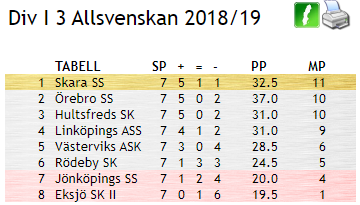 Div I 3 Allsvenskan 2018/19
TABELL SP + = - PP MP
1 Skara SS 7 5 1 1 32.5 11
2 Örebro SS 7 5 0 2 37.0 10
3 Hultsfreds SK 7 5 0 2 31.0 10
4 Linköpings ASS 7 4 1 2 31.0 9
5 Västerviks ASK 7 3 0 4 28.5 6
6 Rödeby SK 7 1 3 3 24.5 5
7 Jönköpings SS 7 1 2 4 20.0 4
8 Eksjö SK II 7 0 1 6 19.5 1